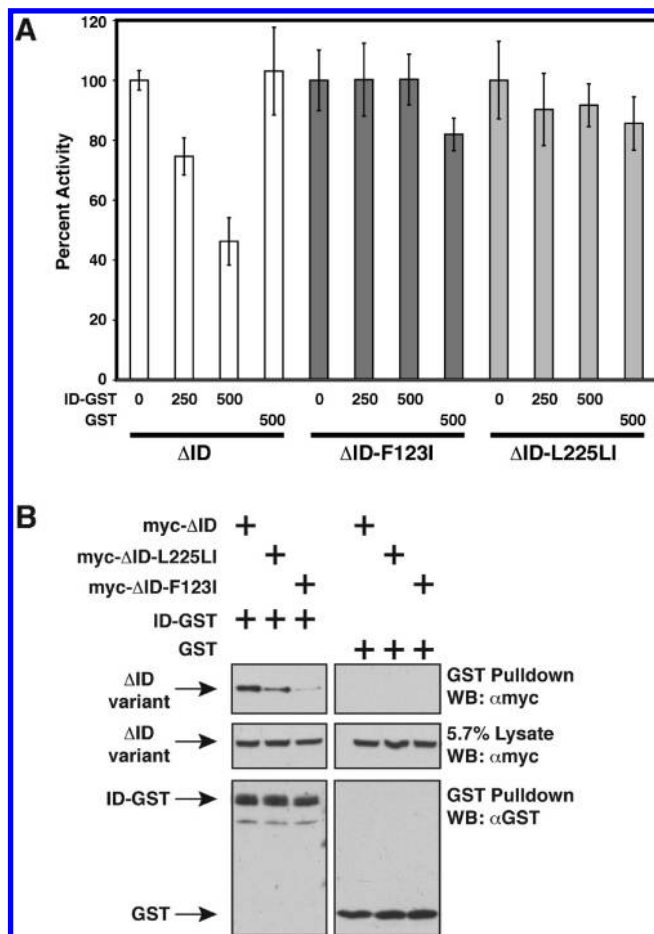 A
120
100
80
60
40
20
0
Percent Activity
ID-GST 0 250 500 0 250 500 0 250 500
GST 500 500 500
ΔID ΔID-F123I ΔID-L225LI
B
myc-ΔID + +
myc-ΔID-L225LI + +
myc-ΔID-F123I + +
ID-GST + + +
GST + + +
ΔID variant
GST Pulldown
WB: αmyc
ΔID variant
5.7% Lysate
WB: αmyc
ID-GST
GST Pulldown
WB: αGST
GST